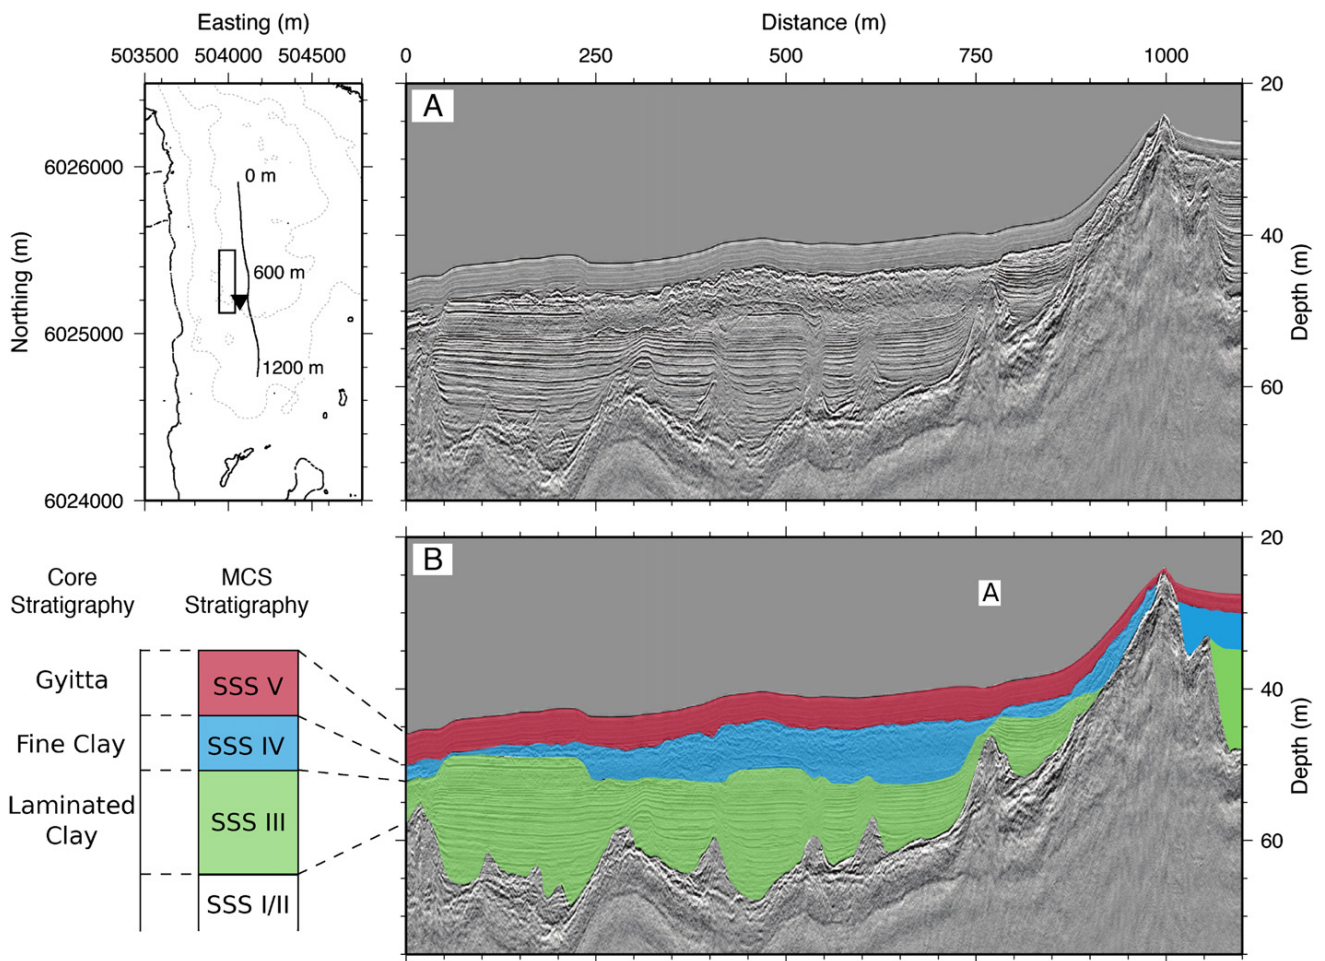 Easting (m)
503500 504000 504500
Distance (m)
0 250 500 750 1000
A
20
40
60
Depth (m)
6026000
6025000
6024000
Northing (m)
0 m
600 m
1200 m
B
A
20
40
60
Depth (m)
Core
Stratigraphy
MCS
Stratigraphy
Gyitta
SSS V
Fine Clay
SSS IV
Laminated
Clay
SSS III
SSS I/II